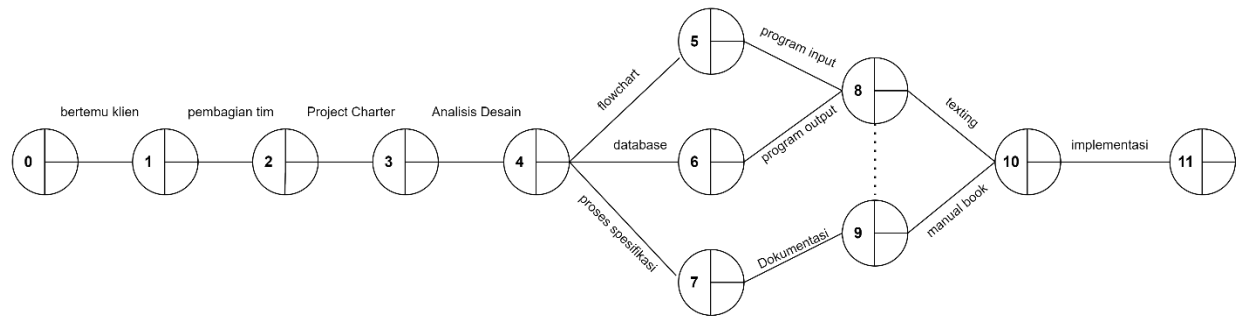 bertemu klien
pembagian tim
Project Charter
Analisis Desain
flowchart
database
proses spesifikasi
program input
program output
Dokumentasi
texting
manual book
implementasi
0
1
2
3
4
5
6
7
8
9
10
11